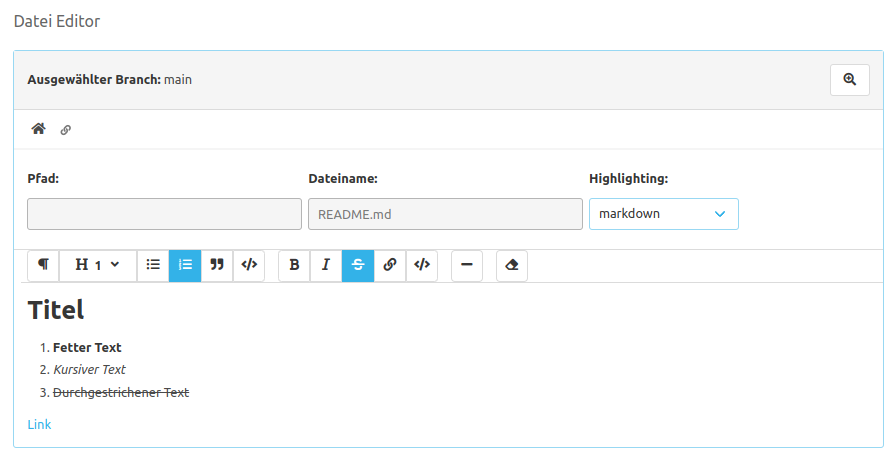 Datei Editor
Ausgewählter Branch: main
Pfad: Dateiname: Highlighting:
README.md markdown
H 1 B I S
Titel
1. Fetter Text
2. Kursiver Text
3. Durchgestrichener Text
Link